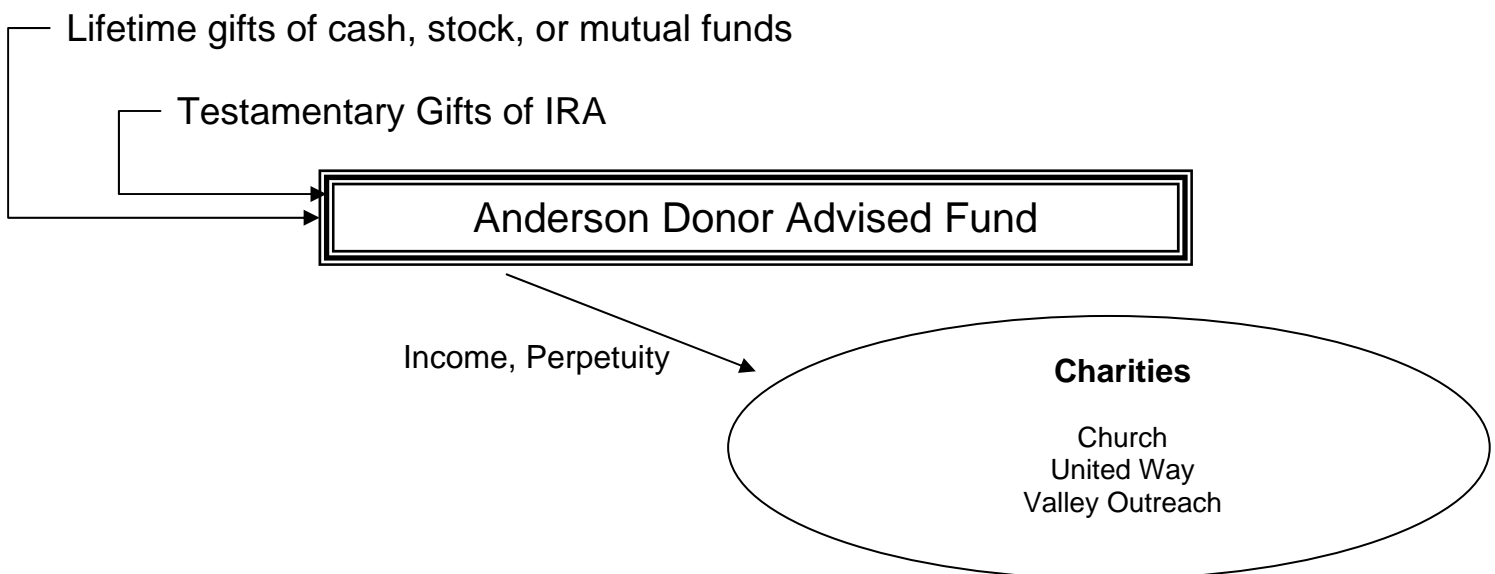 Lifetime gifts of cash, stock, or mutual funds
Testamentary Gifts of IRA
Anderson Donor Advised Fund
Income, Perpetuity
Charities
Church
United Way
Valley Outreach